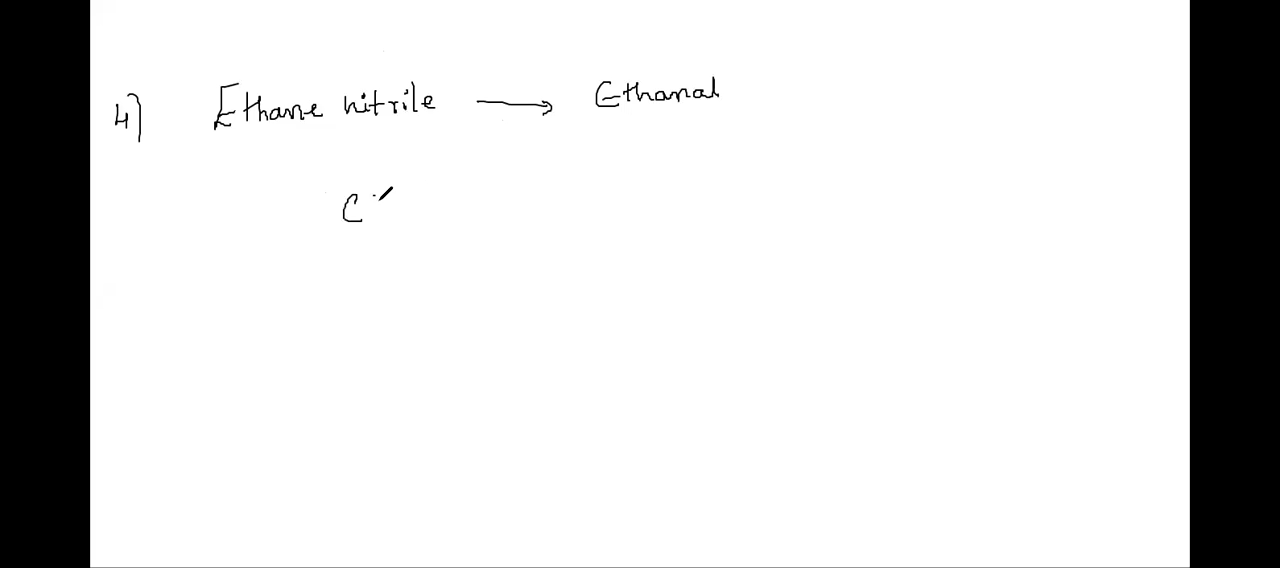 4) Ethane nitrile → Ethanal
C